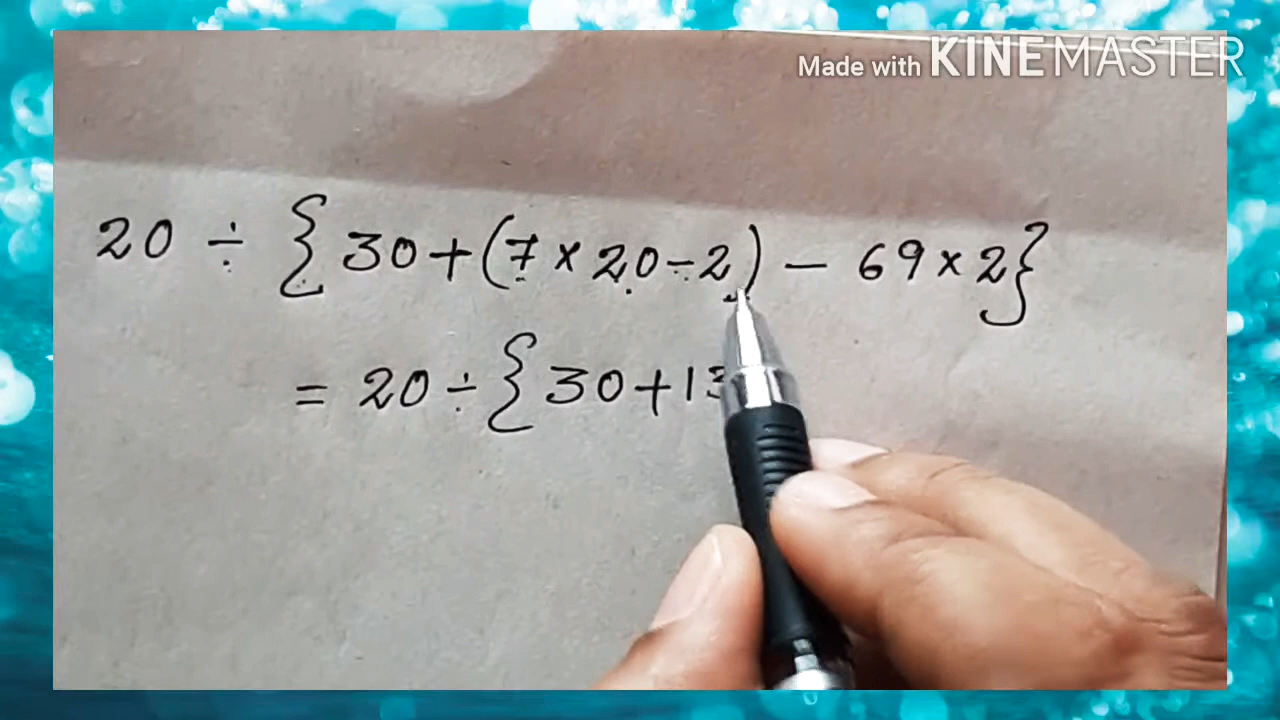 Made with KINEMASTER
20 ÷ { 30 + (7 × 20 - 2) - 69 × 2}
= 20 ÷ { 30 + 13